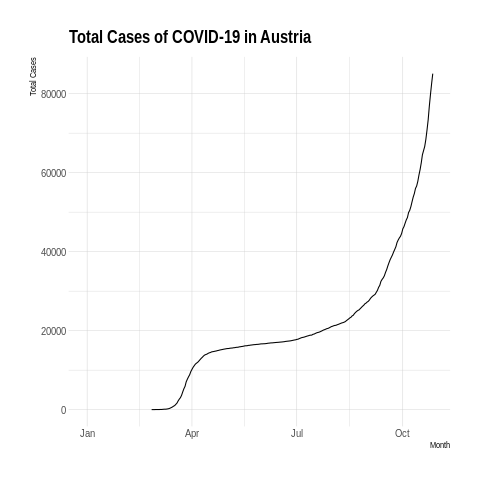 Total Cases of COVID-19 in Austria
Total Cases
80000
60000
40000
20000
0
Jan Apr Jul Oct
Month